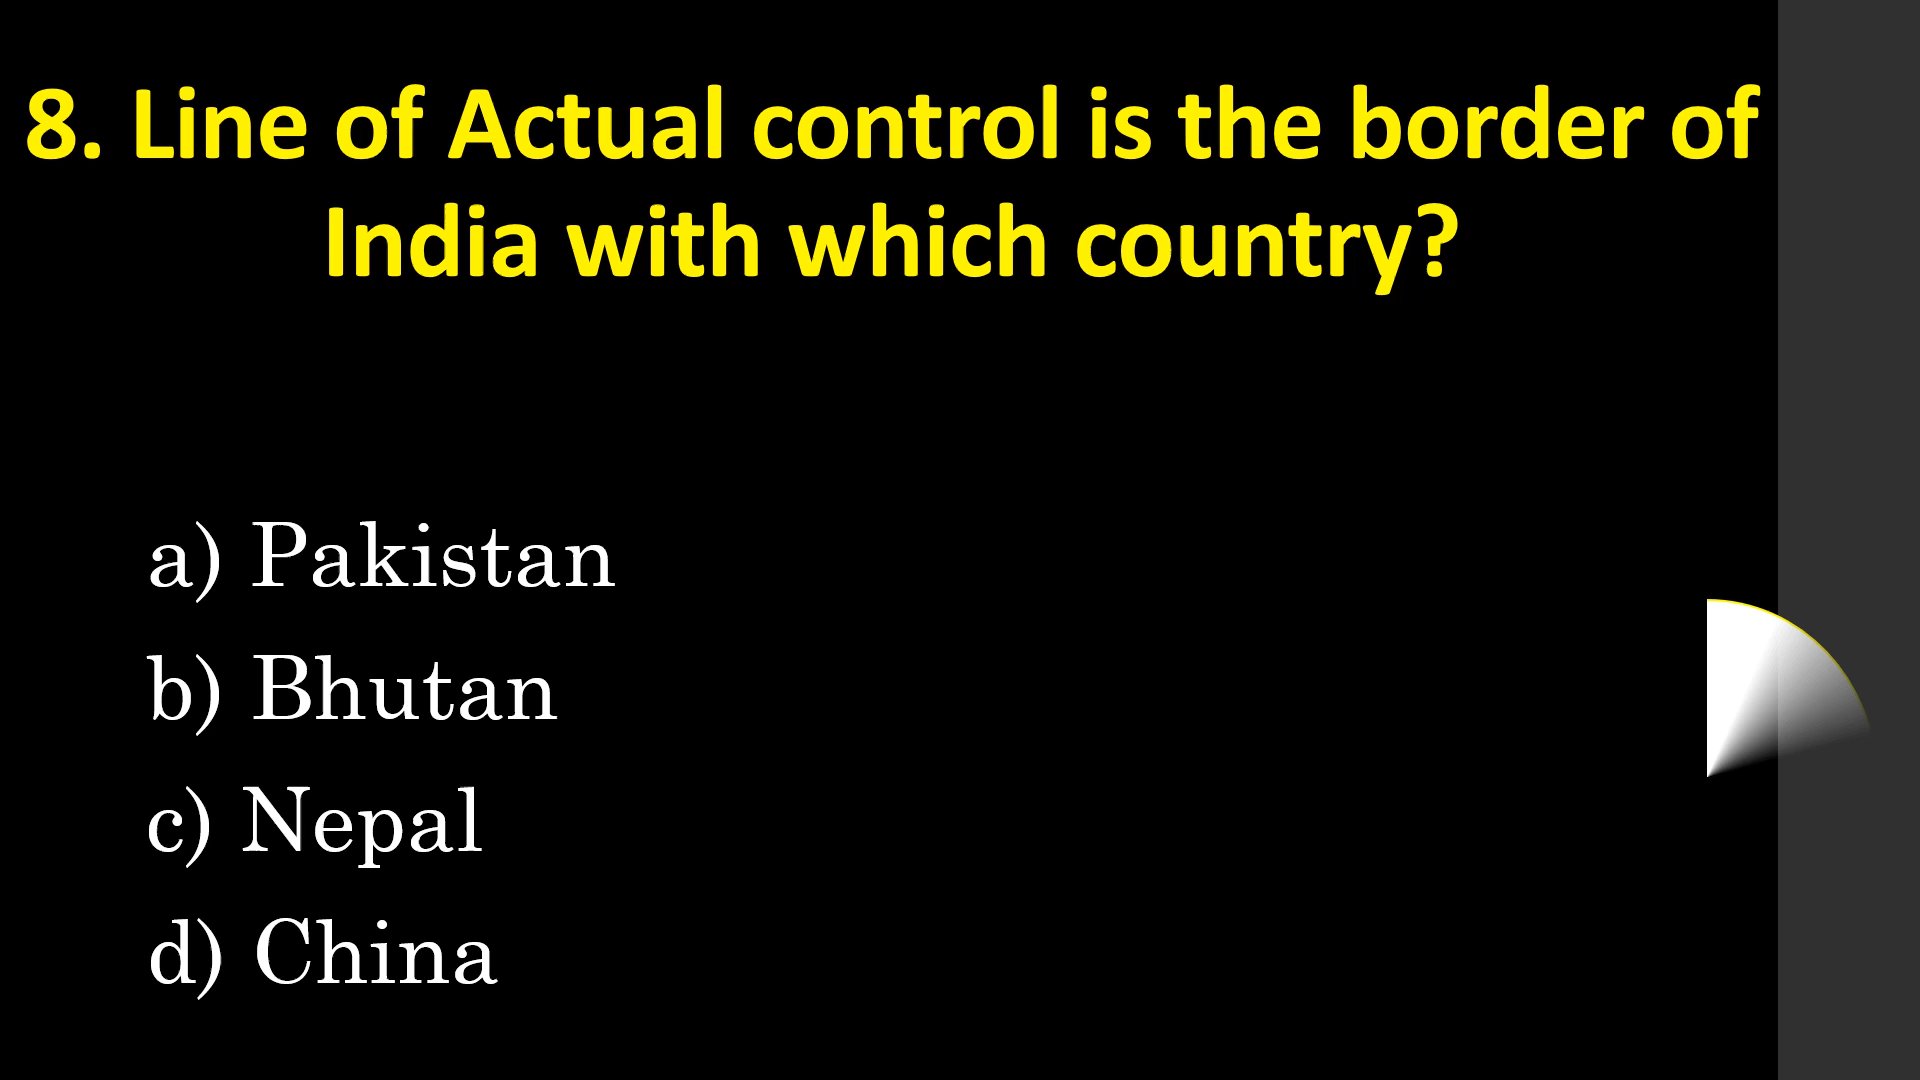 8. Line of Actual control is the border of
India with which country?
a) Pakistan
b) Bhutan
c) Nepal
d) China